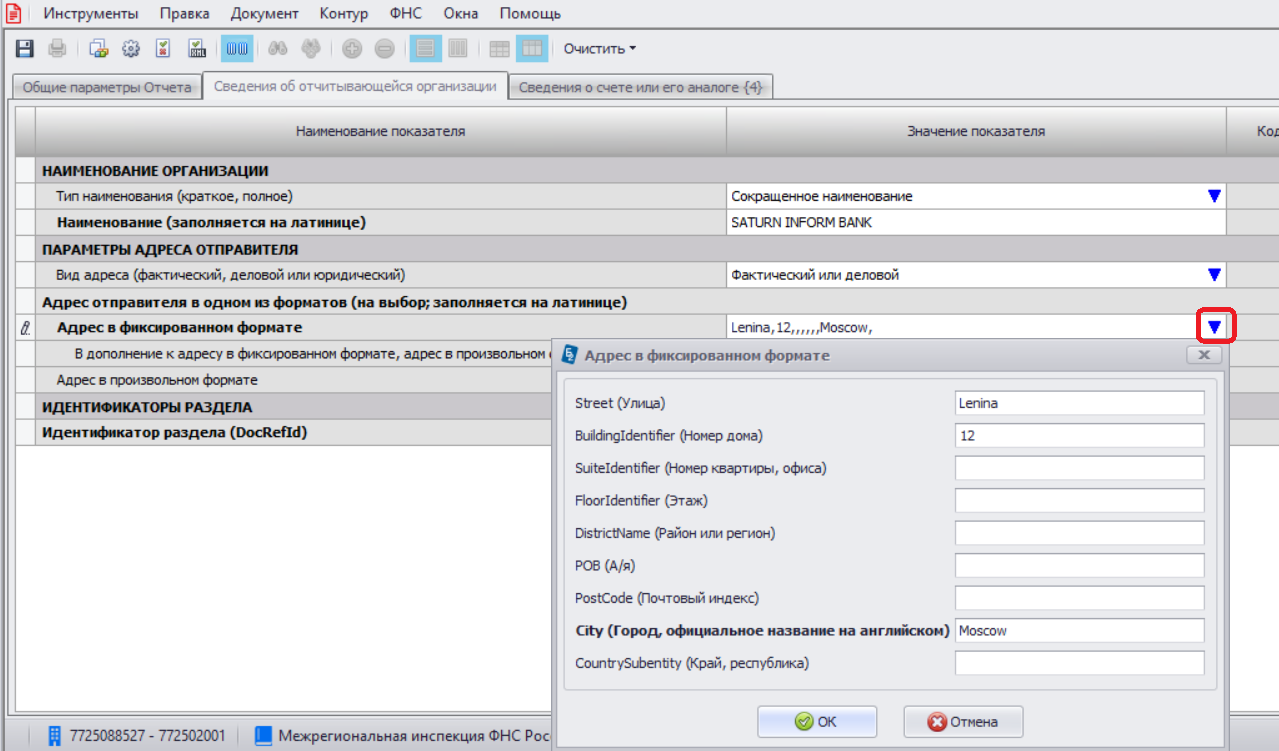 Инструменты Правка Документ Контур ФНС Окна Помощь
Очистить
Общие параметры Отчета Сведения об отчитывающейся организации Сведения о счете или его аналоге {4}
Наименование показателя Значение показателя Код
НАИМЕНОВАНИЕ ОРГАНИЗАЦИИ
Тип наименования (краткое, полное) Сокращенное наименование
Наименование (заполняется на латинице) SATURN INFORM BANK
ПАРАМЕТРЫ АДРЕСА ОТПРАВИТЕЛЯ
Вид адреса (фактический, деловой или юридический) Фактический или деловой
Адрес отправителя в одном из форматов (на выбор; заполняется на латинице)
Адрес в фиксированном формате Lenina,12,,,,,,Moscow,
В дополнение к адресу в фиксированном формате, адрес в произвольном
Адрес в произвольном формате
ИДЕНТИФИКАТОРЫ РАЗДЕЛА
Идентификатор раздела (DocRefId)
Адрес в фиксированном формате
Street (Улица) Lenina
BuildingIdentifier (Номер дома) 12
SuiteIdentifier (Номер квартиры, офиса)
FloorIdentifier (Этаж)
DistrictName (Район или регион)
POB (А/я)
PostCode (Почтовый индекс)
City (Город, официальное название на английском) Moscow
CountrySubentity (Край, республика)
OK Отмена
7725088527 - 772502001 Межрегиональная инспекция ФНС Рос